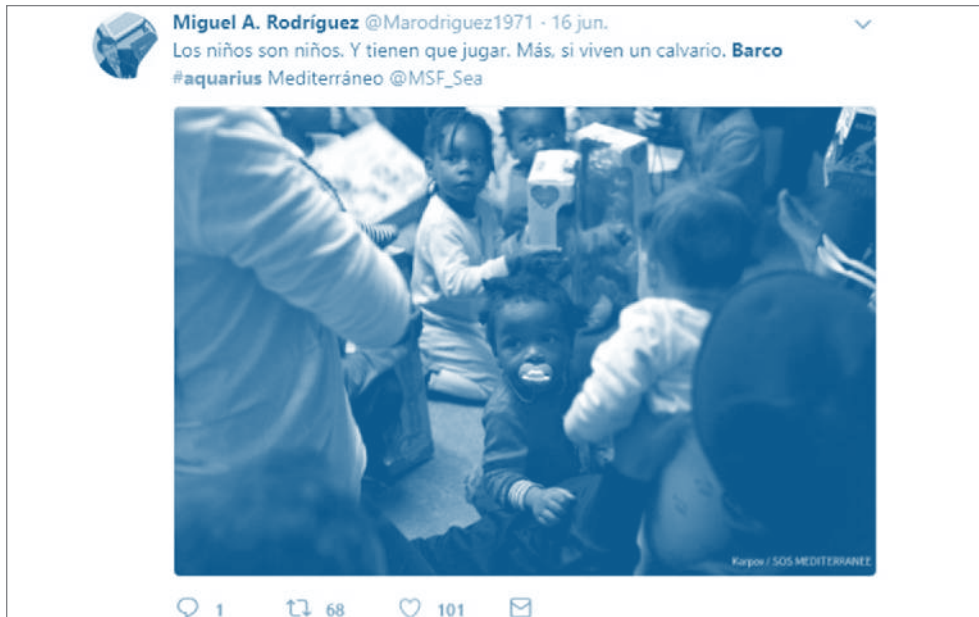 Miguel A. Rodríguez @Marodriguez1971 · 16 jun.
Los niños son niños. Y tienen que jugar. Más, si viven un calvario. Barco
#aquarius Mediterráneo @MSF_Sea
Karpov / SOS MEDITERRANEE
1 68 101